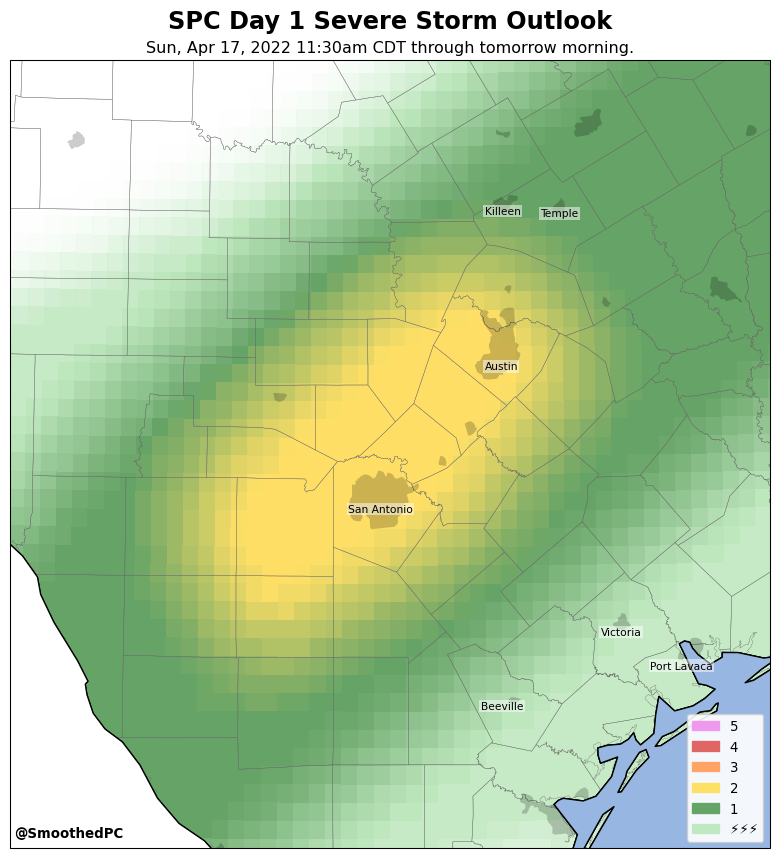 SPC Day 1 Severe Storm Outlook
Sun, Apr 17, 2022 11:30am CDT through tomorrow morning.
Killeen
Temple
Austin
San Antonio
Victoria
Port Lavaca
Beeville
5
4
3
2
1
⚡⚡⚡
@SmoothedPC